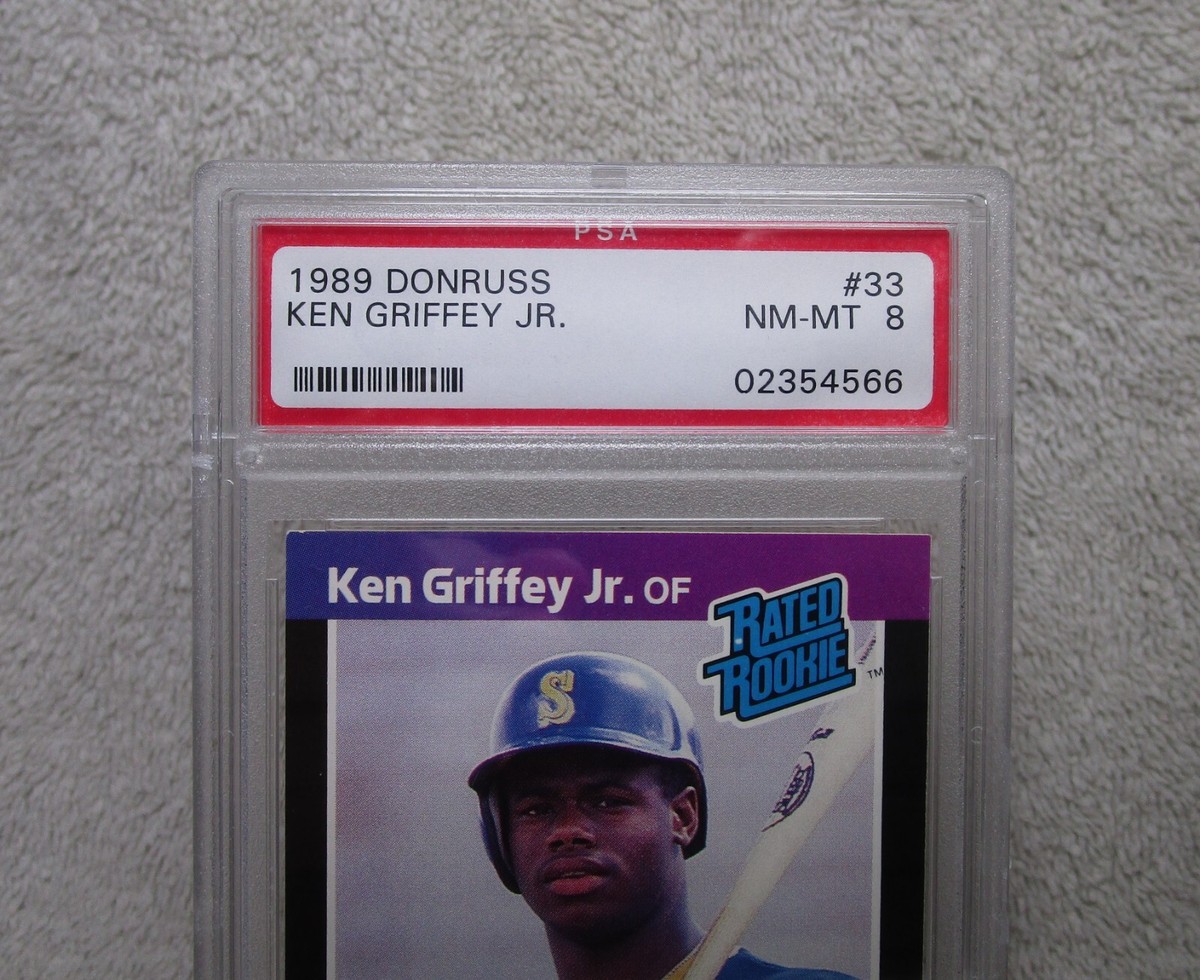 PSA
1989 DONRUSS #33
KEN GRIFFEY JR. NM-MT 8
02354566
Ken Griffey Jr. OF
RATED
ROOKIE
TM
S